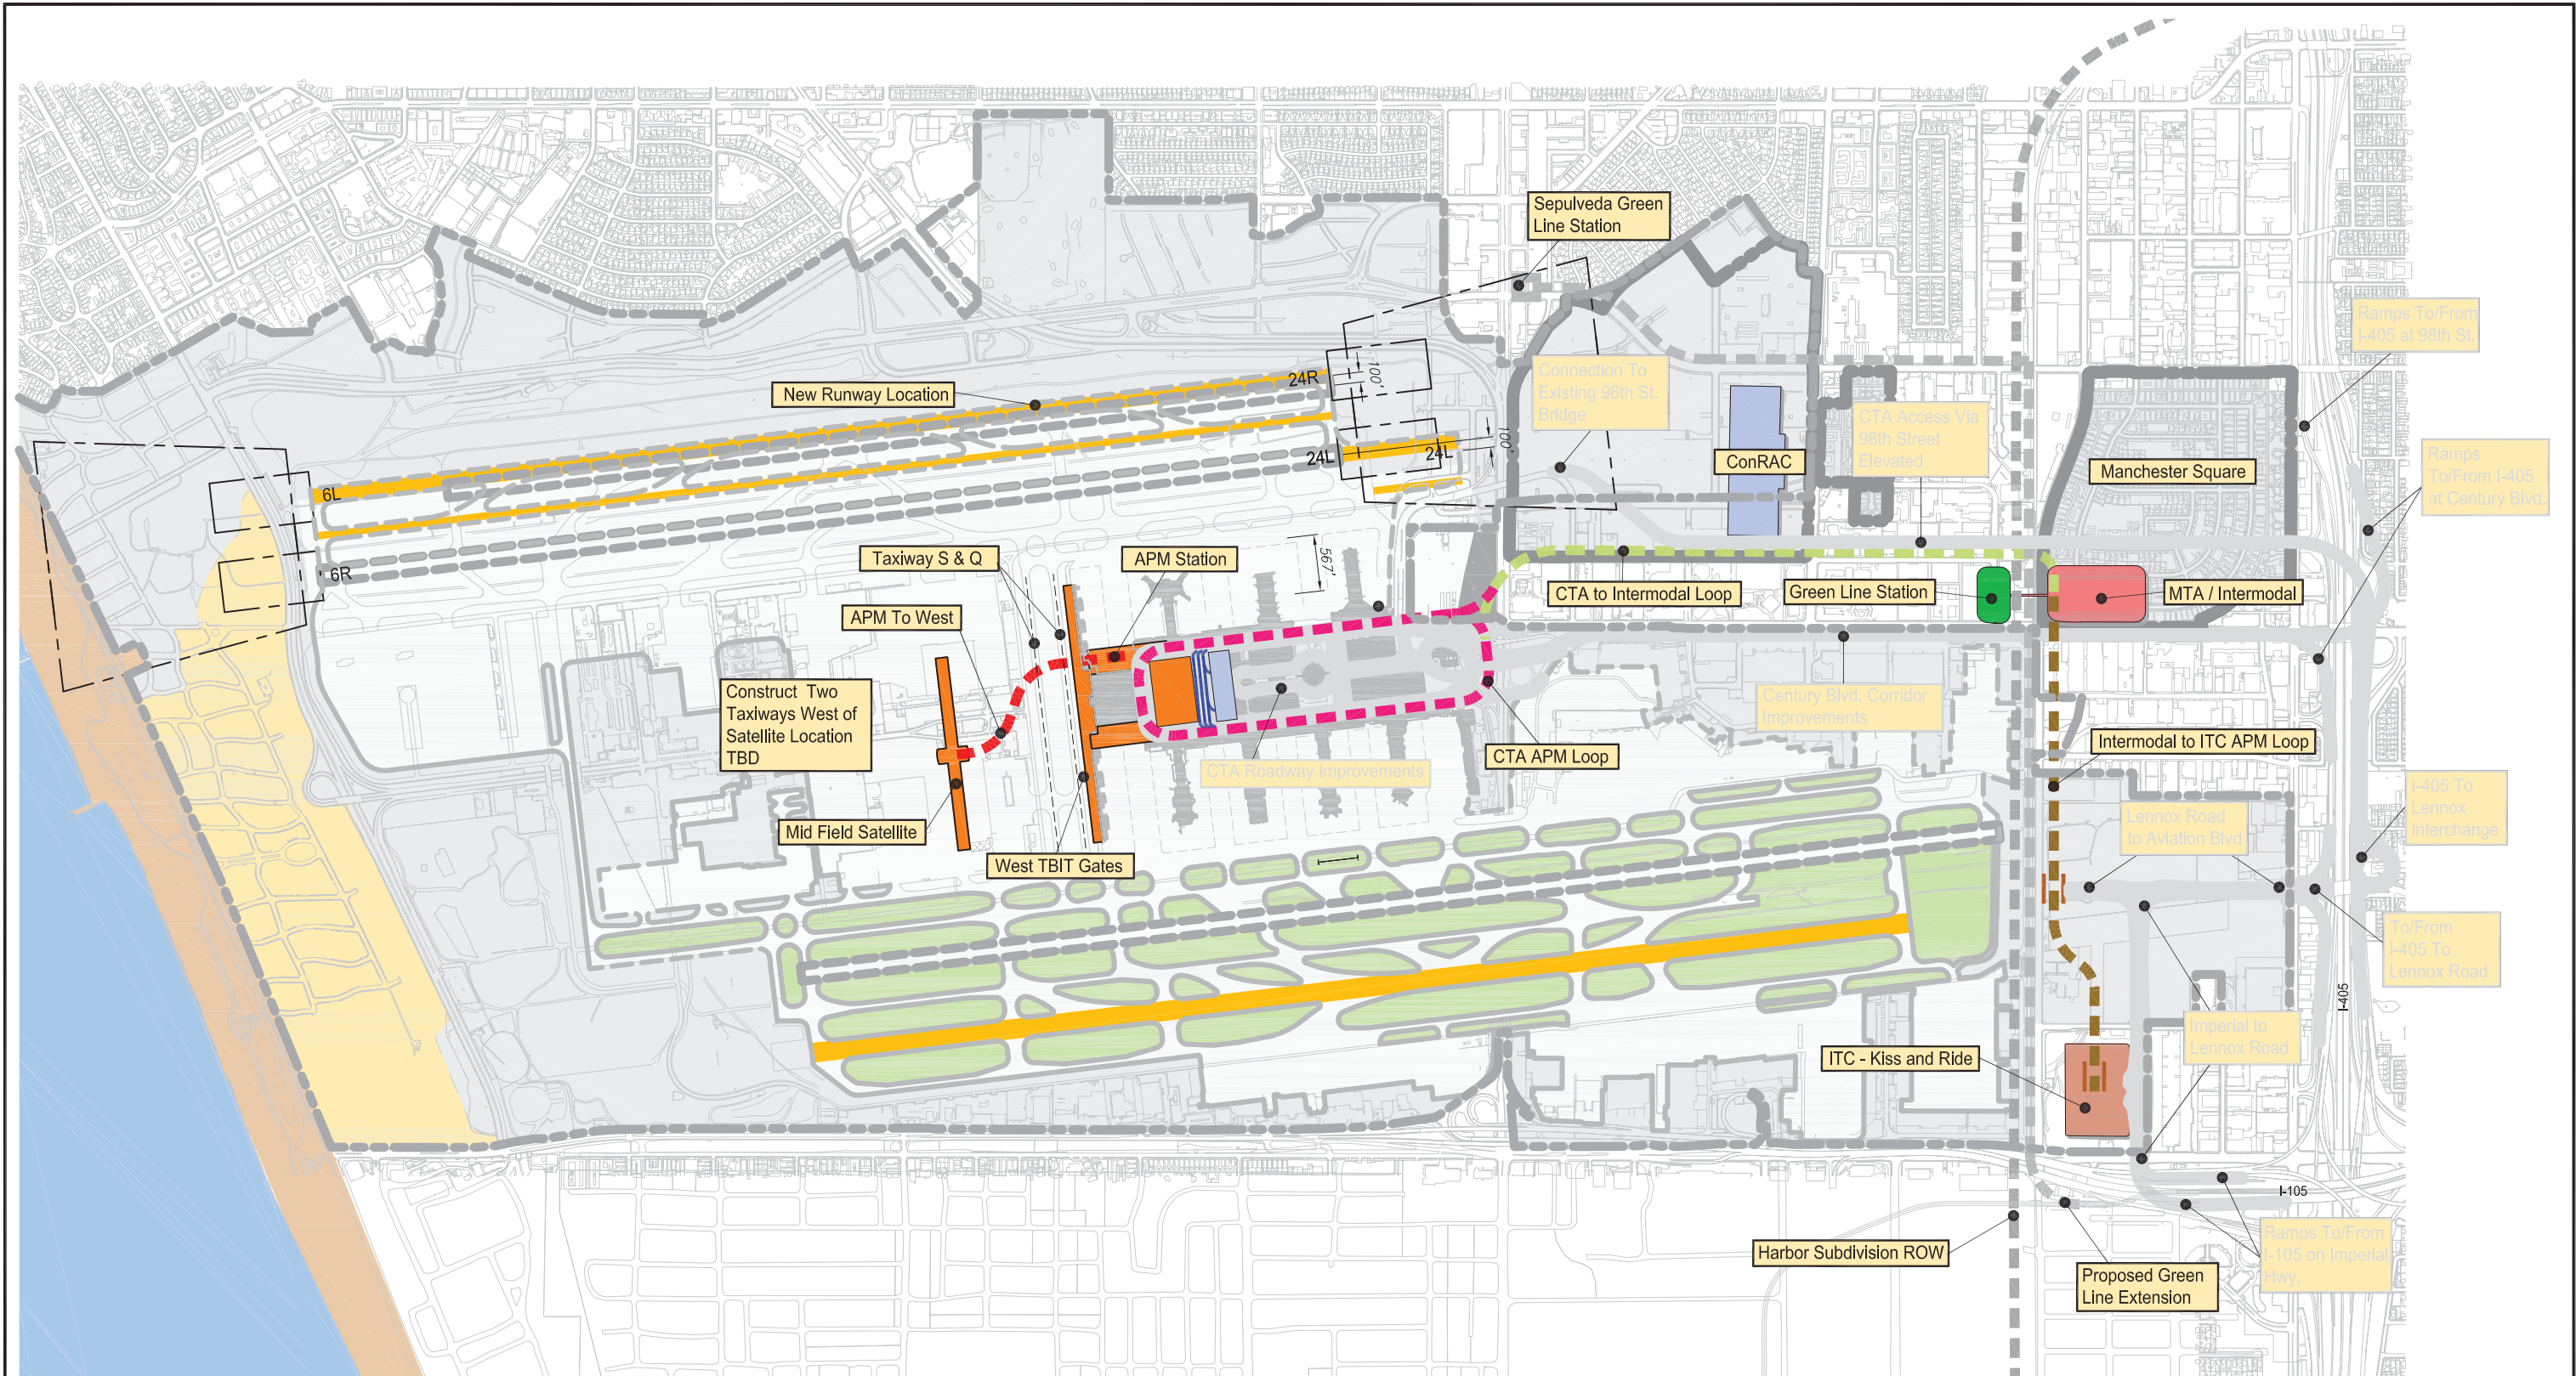 Sepulveda Green
Line Station
Ramps To/From
I-405 at 98th St.
Connection To
Existing 96th St.
Bridge
New Runway Location
24R
100'
CTA Access Via
98th Street
Elevated
Ramps
To/From I-405
at Century Blvd.
100'
24L
24L
ConRAC
Manchester Square
6L
6R
Taxiway S & Q
APM Station
567'
CTA to Intermodal Loop
Green Line Station
MTA / Intermodal
APM To West
Construct Two
Taxiways West of
Satellite Location
TBD
Century Blvd. Corridor
Improvements
CTA APM Loop
Intermodal to ITC APM Loop
CTA Roadway Improvements
I-405 To
Lennox
Interchange
Mid Field Satellite
West TBIT Gates
Lennox Road
to Aviation Blvd
To/From
I-405 To
Lennox Road
I-405
Imperial to
Lennox Road
ITC - Kiss and Ride
I-105
Harbor Subdivision ROW
Ramps To/From
I-105 on Imperial
Hwy.
Proposed Green
Line Extension